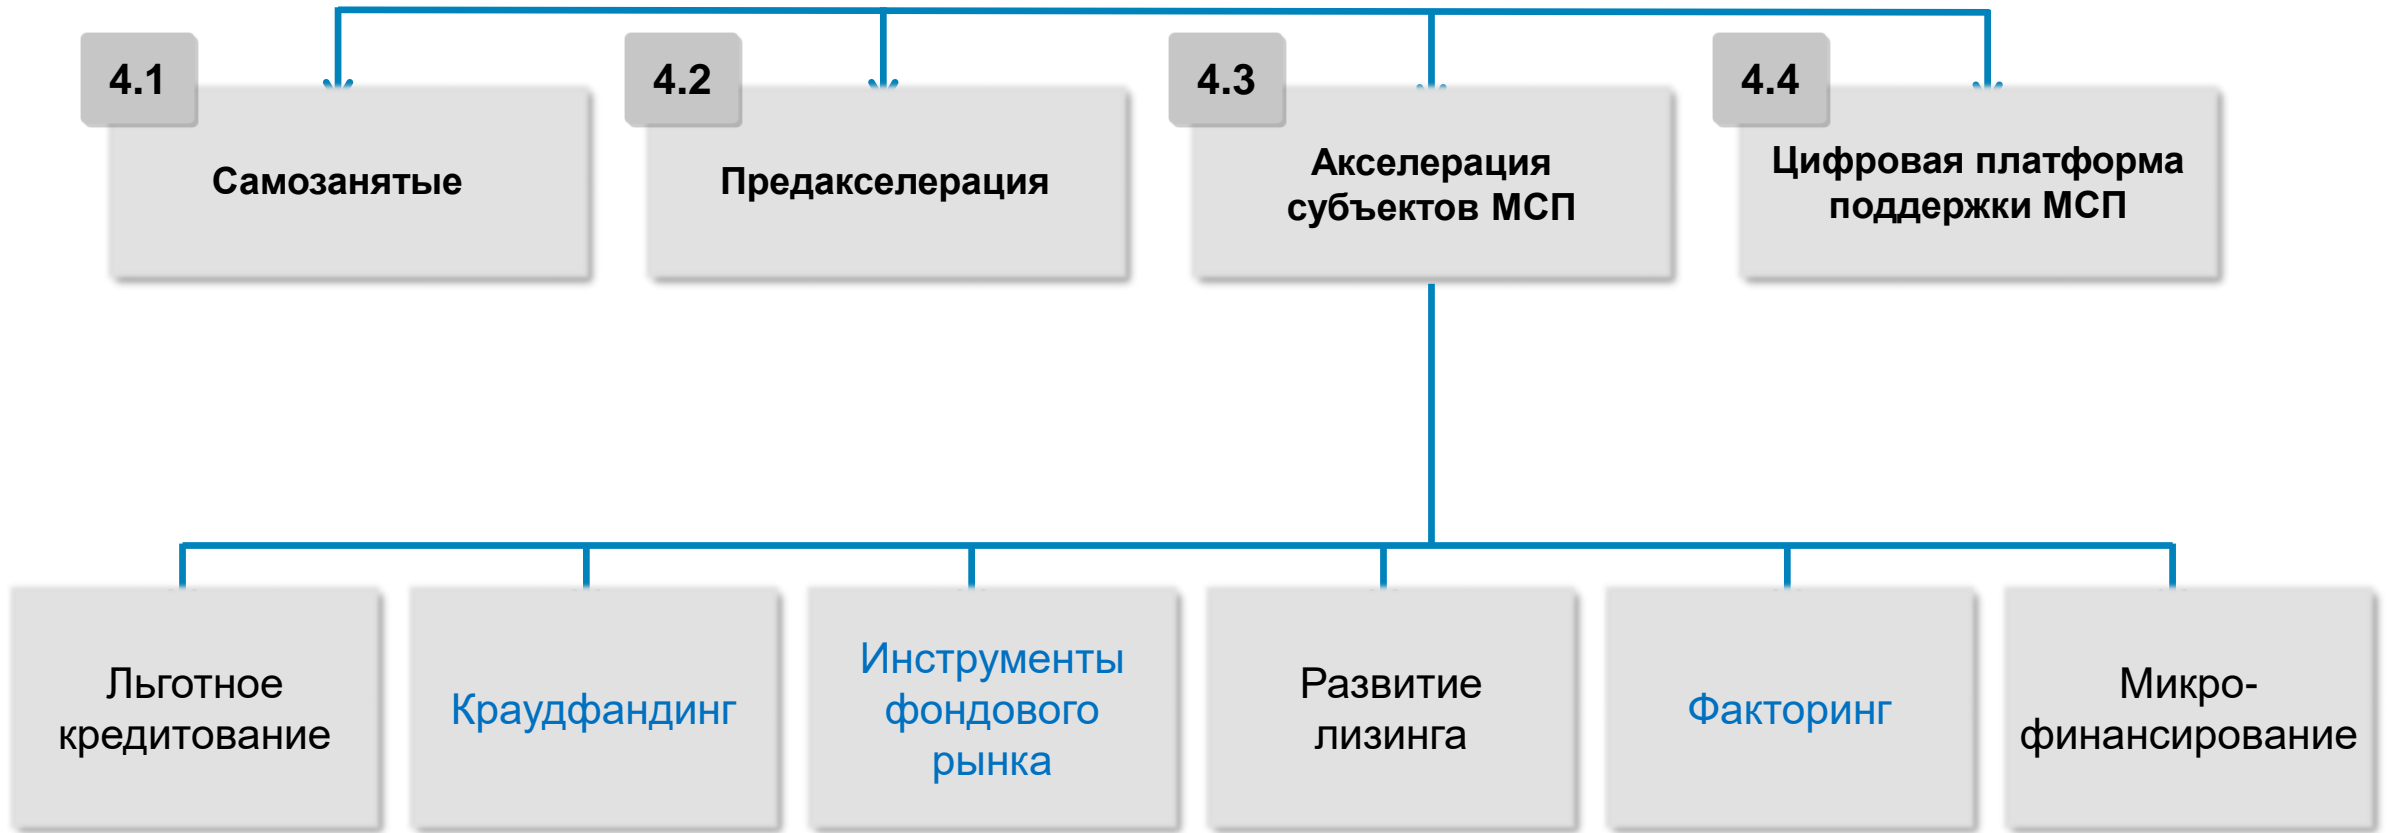 4.1
Самозанятые
4.2
Предакселерация
4.3
Акселерация
субъектов МСП
4.4
Цифровая платформа
поддержки МСП
Льготное
кредитование
Краудфандинг
Инструменты
фондового
рынка
Развитие
лизинга
Факторинг
Микро-
финансирование